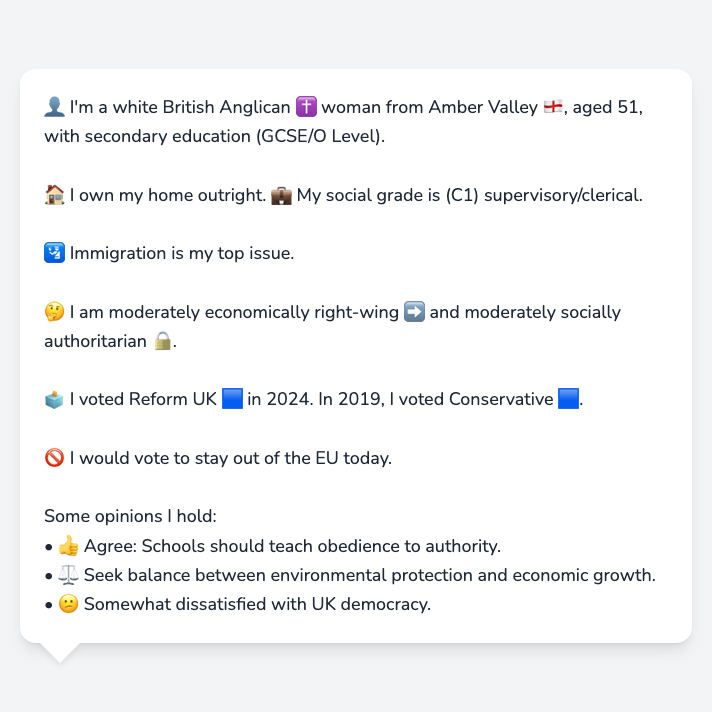 👤 I'm a white British Anglican ✝️ woman from Amber Valley 🏴󠁧󠁢󠁥󠁮󠁧󠁿, aged 51,
with secondary education (GCSE/O Level).
🏠 I own my home outright. 💼 My social grade is (C1) supervisory/clerical.
🛂 Immigration is my top issue.
🤔 I am moderately economically right-wing ➡️ and moderately socially
authoritarian 🔒.
🗳️ I voted Reform UK 🟦 in 2024. In 2019, I voted Conservative 🟦.
🚫 I would vote to stay out of the EU today.
Some opinions I hold:
• 👍 Agree: Schools should teach obedience to authority.
• ⚖️ Seek balance between environmental protection and economic growth.
• 😕 Somewhat dissatisfied with UK democracy.